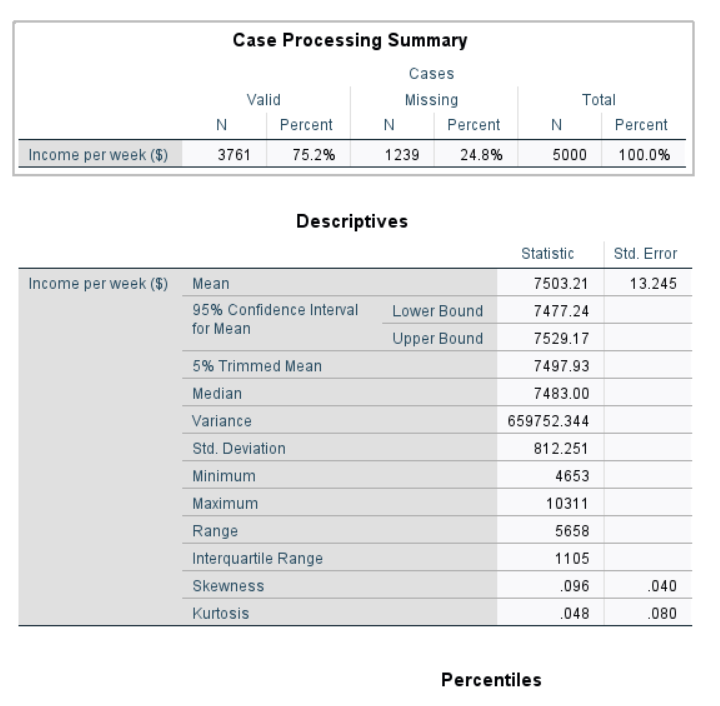 Case Processing Summary
Cases
Valid Missing Total
N Percent N Percent N Percent
Income per week ($) 3761 75.2% 1239 24.8% 5000 100.0%
Descriptives
Statistic Std. Error
Income per week ($) Mean 7503.21 13.245
95% Confidence Interval for Mean Lower Bound 7477.24
Upper Bound 7529.17
5% Trimmed Mean 7497.93
Median 7483.00
Variance 659752.344
Std. Deviation 812.251
Minimum 4653
Maximum 10311
Range 5658
Interquartile Range 1105
Skewness .096 .040
Kurtosis .048 .080
Percentiles